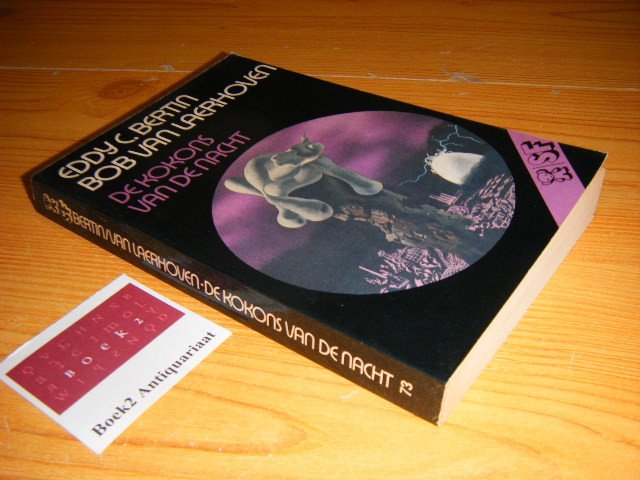 EDDY C. BERTIN
BOB VAN LAERHOVEN
DE KOKONS
VAN DE NACHT
SF
BERTIN/VAN LAERHOVEN·DE KOKONS VAN DE NACHT 73
BOEK2
Boek2 Antiquariaat